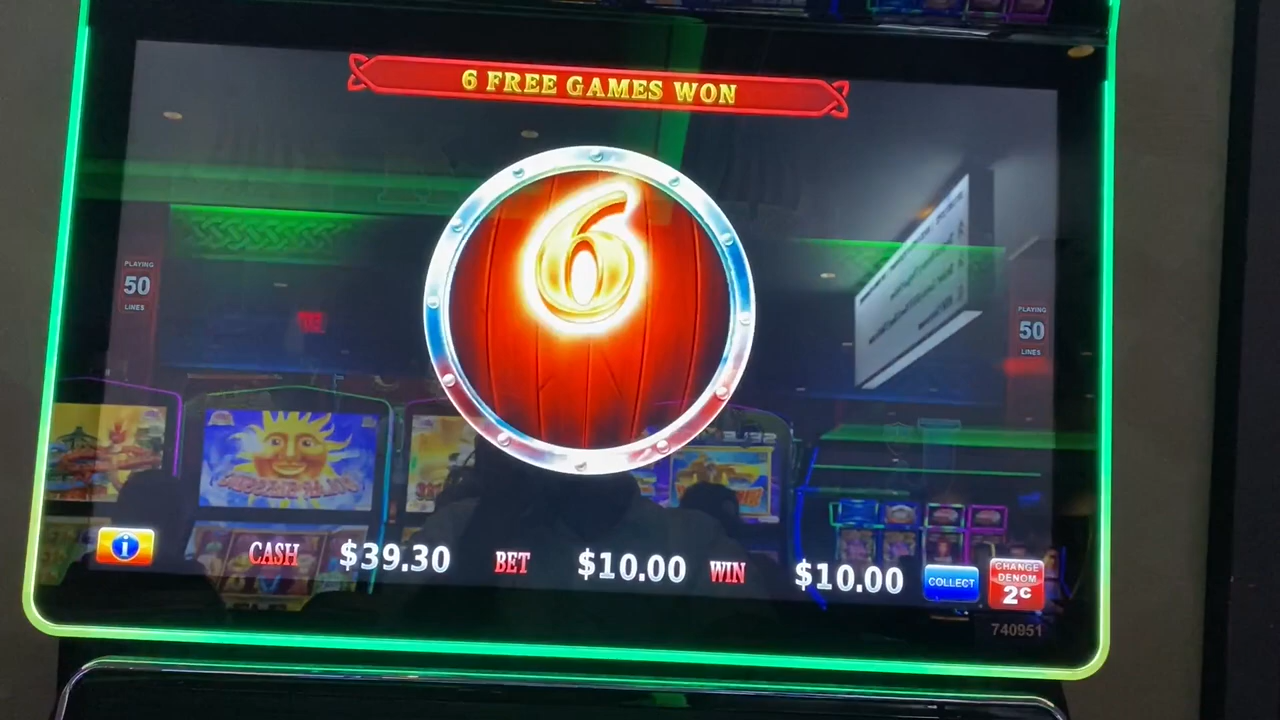 6 FREE GAMES WON
6
PLAYING
50
LINES
PLAYING
50
LINES
CASH $39.30 BET $10.00 WIN $10.00
COLLECT
CHANGE
DENOM
2¢
740951